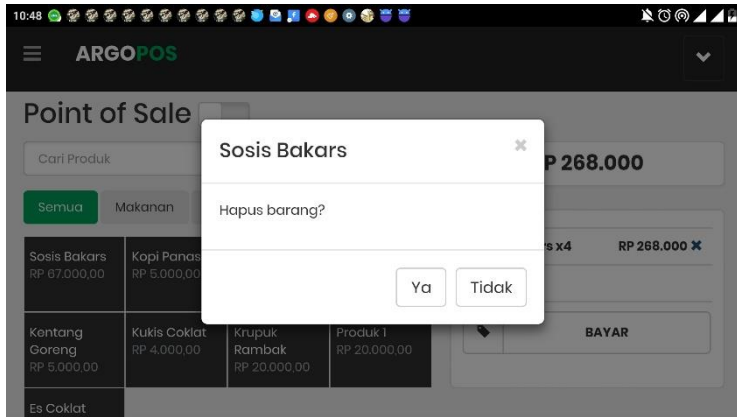 10:48
ARGOPOS
Point of Sale
Cari Produk
Semua
Makanan
Sosis Bakars
Hapus barang?
Ya
Tidak
P 268.000
s x4
RP 268.000
BAYAR
Sosis Bakars
RP 67.000,00
Kopi Panas
RP 5.000,00
Kentang
Goreng
RP 5.000,00
Kukis Coklat
RP 4.000,00
Krupuk
Rambak
RP 20.000,00
Produk 1
RP 20.000,00
Es Coklat